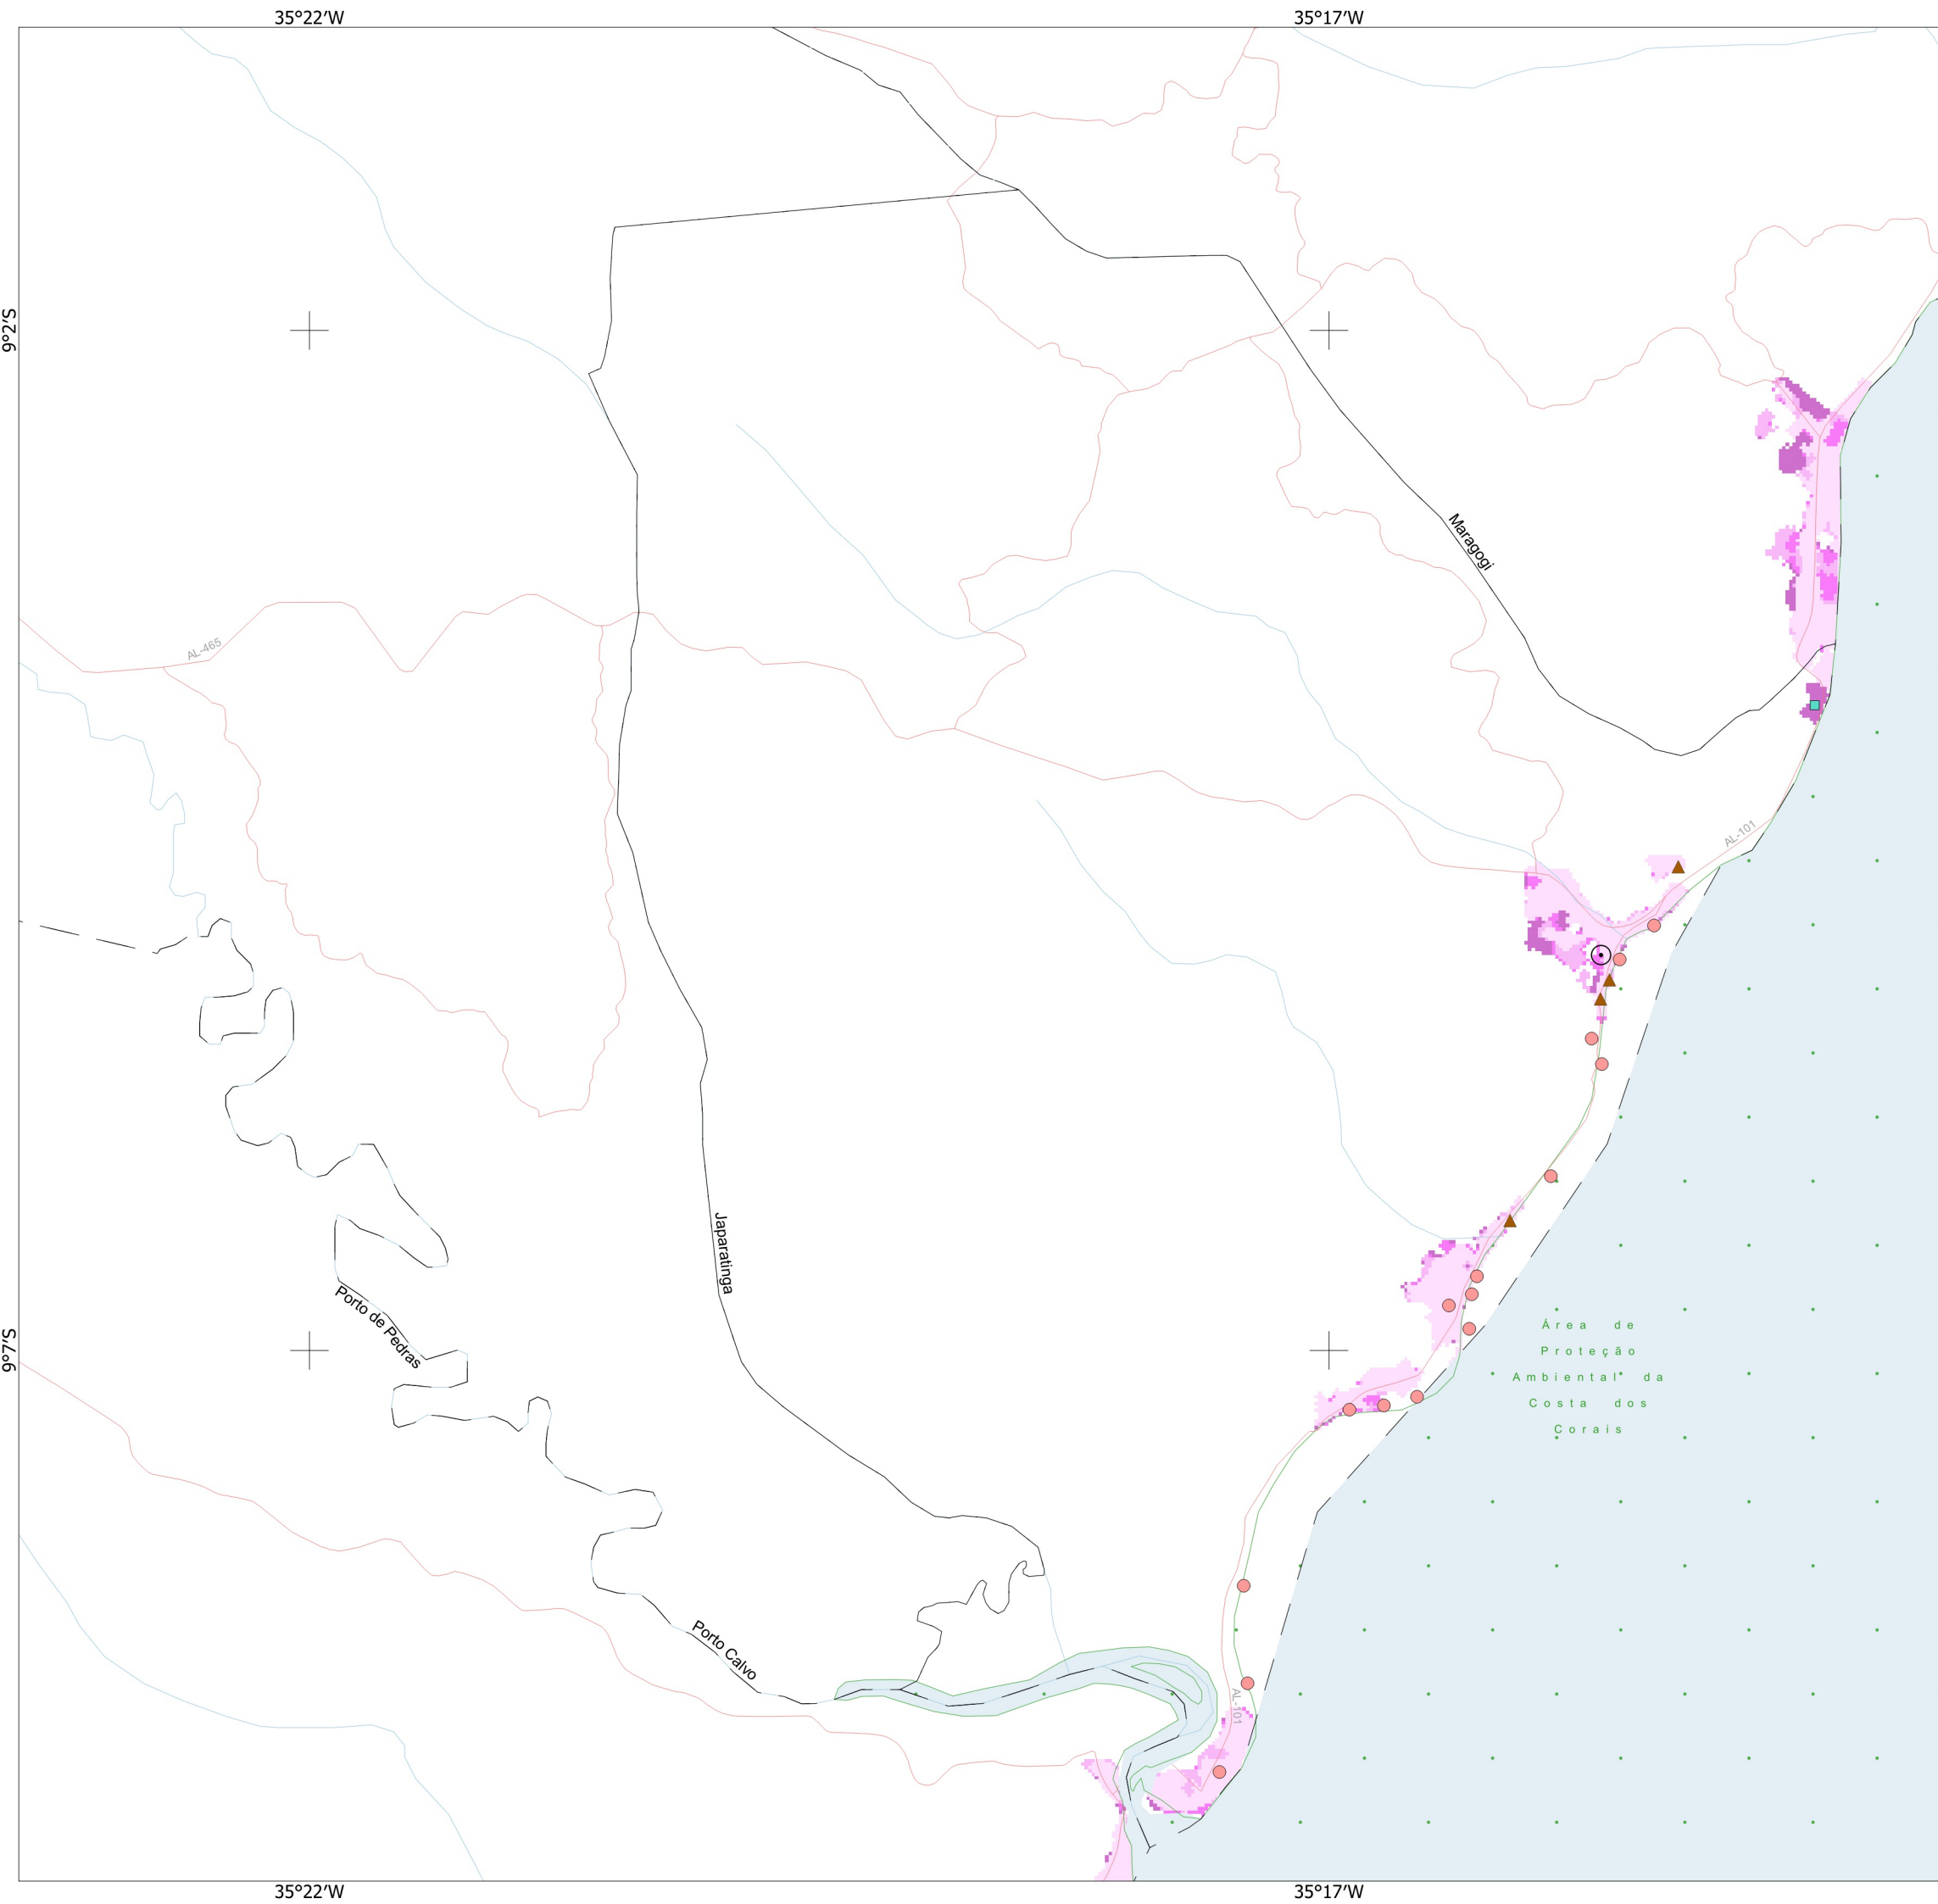 35°22'W
35°17'W
9°2'S
Maragogi
AL-465
AL-101
Japaratinga
Porto de Pedras
9°7'S
Área de
Proteção
Ambiental da
Costa dos
Corais
Porto Calvo
AL-101
35°22'W
35°17'W